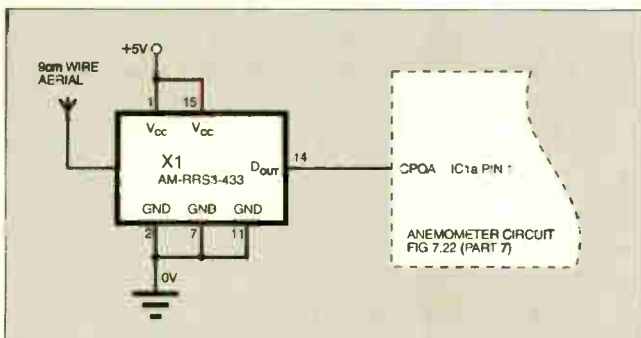 +5V
9cm WIRE
AERIAL
1 15
VCC VCC
X1
AM-RRS3-433
DOUT
14
GND GND GND
2 7 11
0V
CPOA IC1a PIN 1
ANEMOMETER CIRCUIT
FIG 7.22 (PART 7)